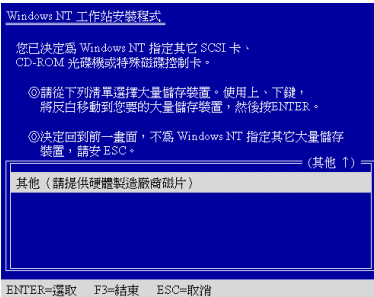 Windows NT 工作站安裝程式
您已決定為 Windows NT 指定其它 SCSI 卡、
CD-ROM 光碟機或特殊磁碟控制卡。
◎請從下列清單選擇大量儲存裝置。使用上、下鍵，
將反白移動到您要的大量儲存裝置，然後按ENTER。
◎決定回到前一畫面，不為 Windows NT 指定其它大量儲存
裝置，請安 ESC。
(其他 ↑)
其他（請提供硬體製造廠商磁片）
ENTER=選取 F3=結束 ESC=取消